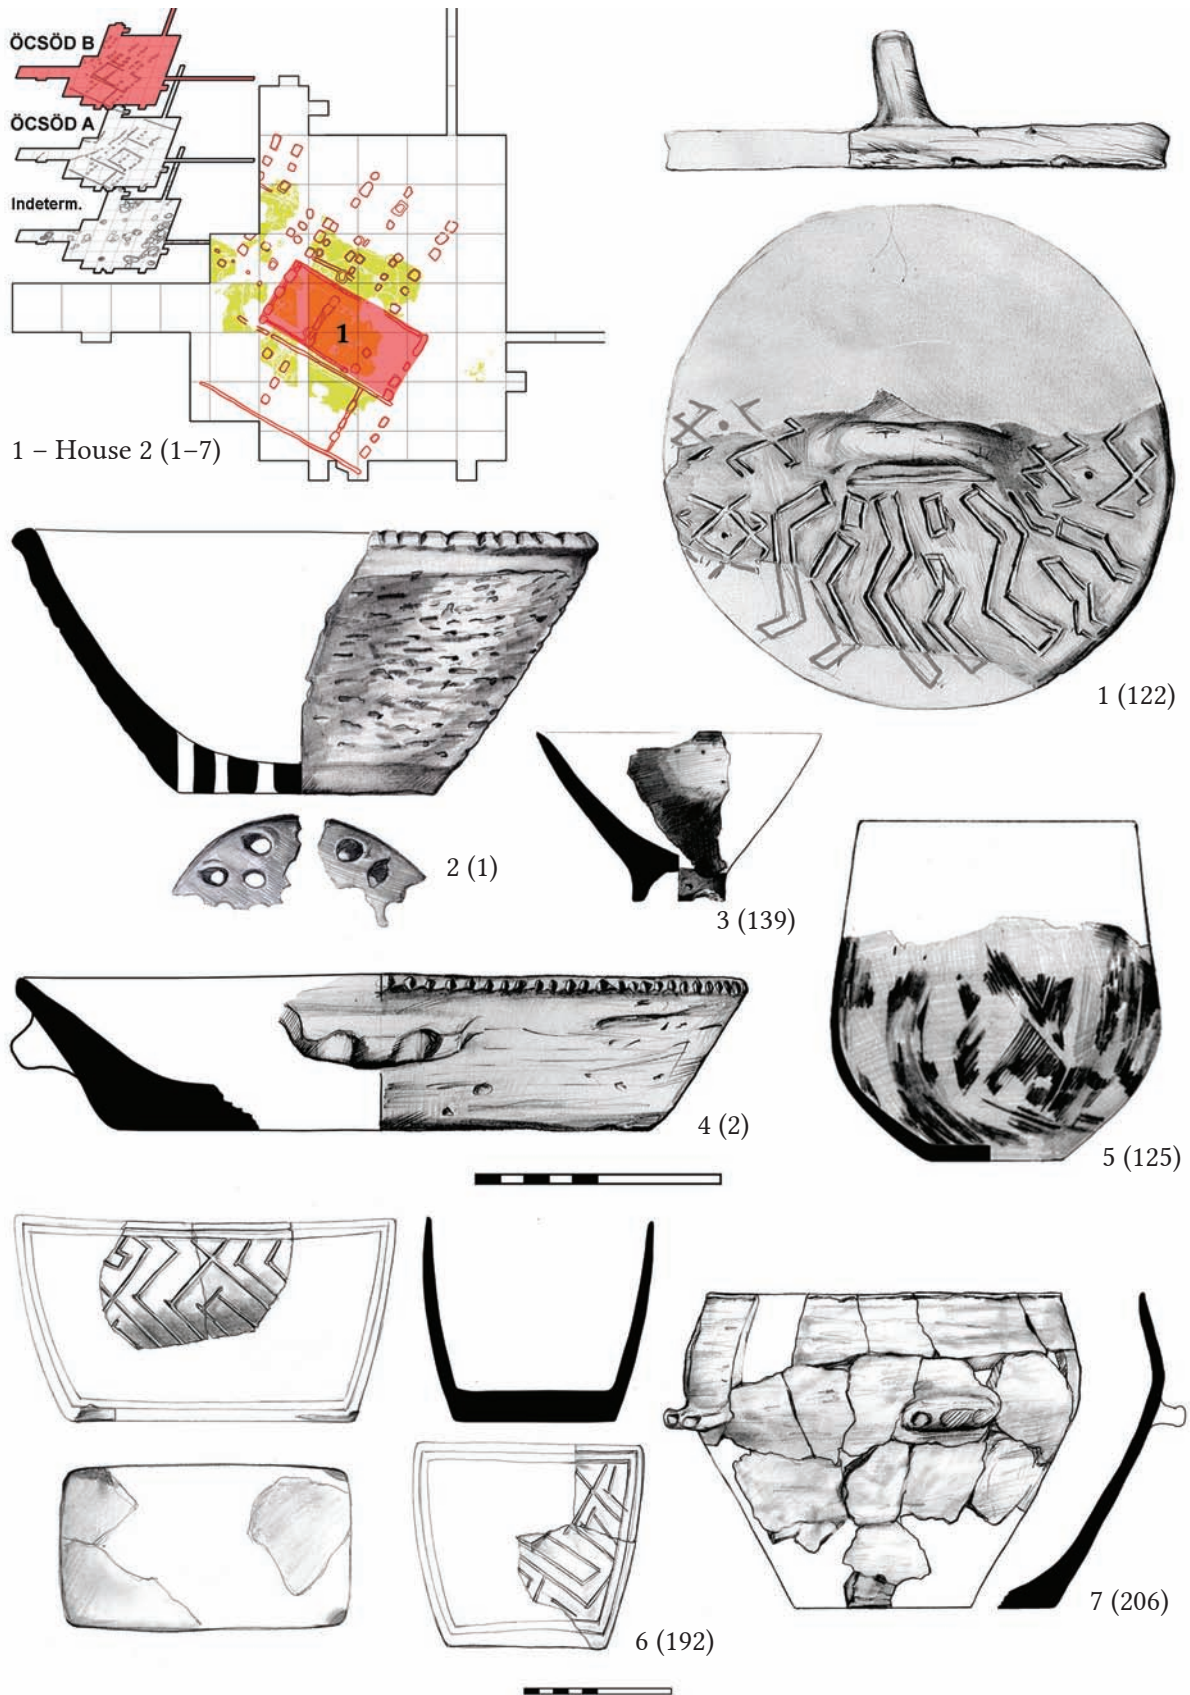 ÖCSÖD B
ÖCSÖD A
Indeterm.
1
1 – House 2 (1–7)
1 (122)
2 (1)
3 (139)
4 (2)
5 (125)
6 (192)
7 (206)